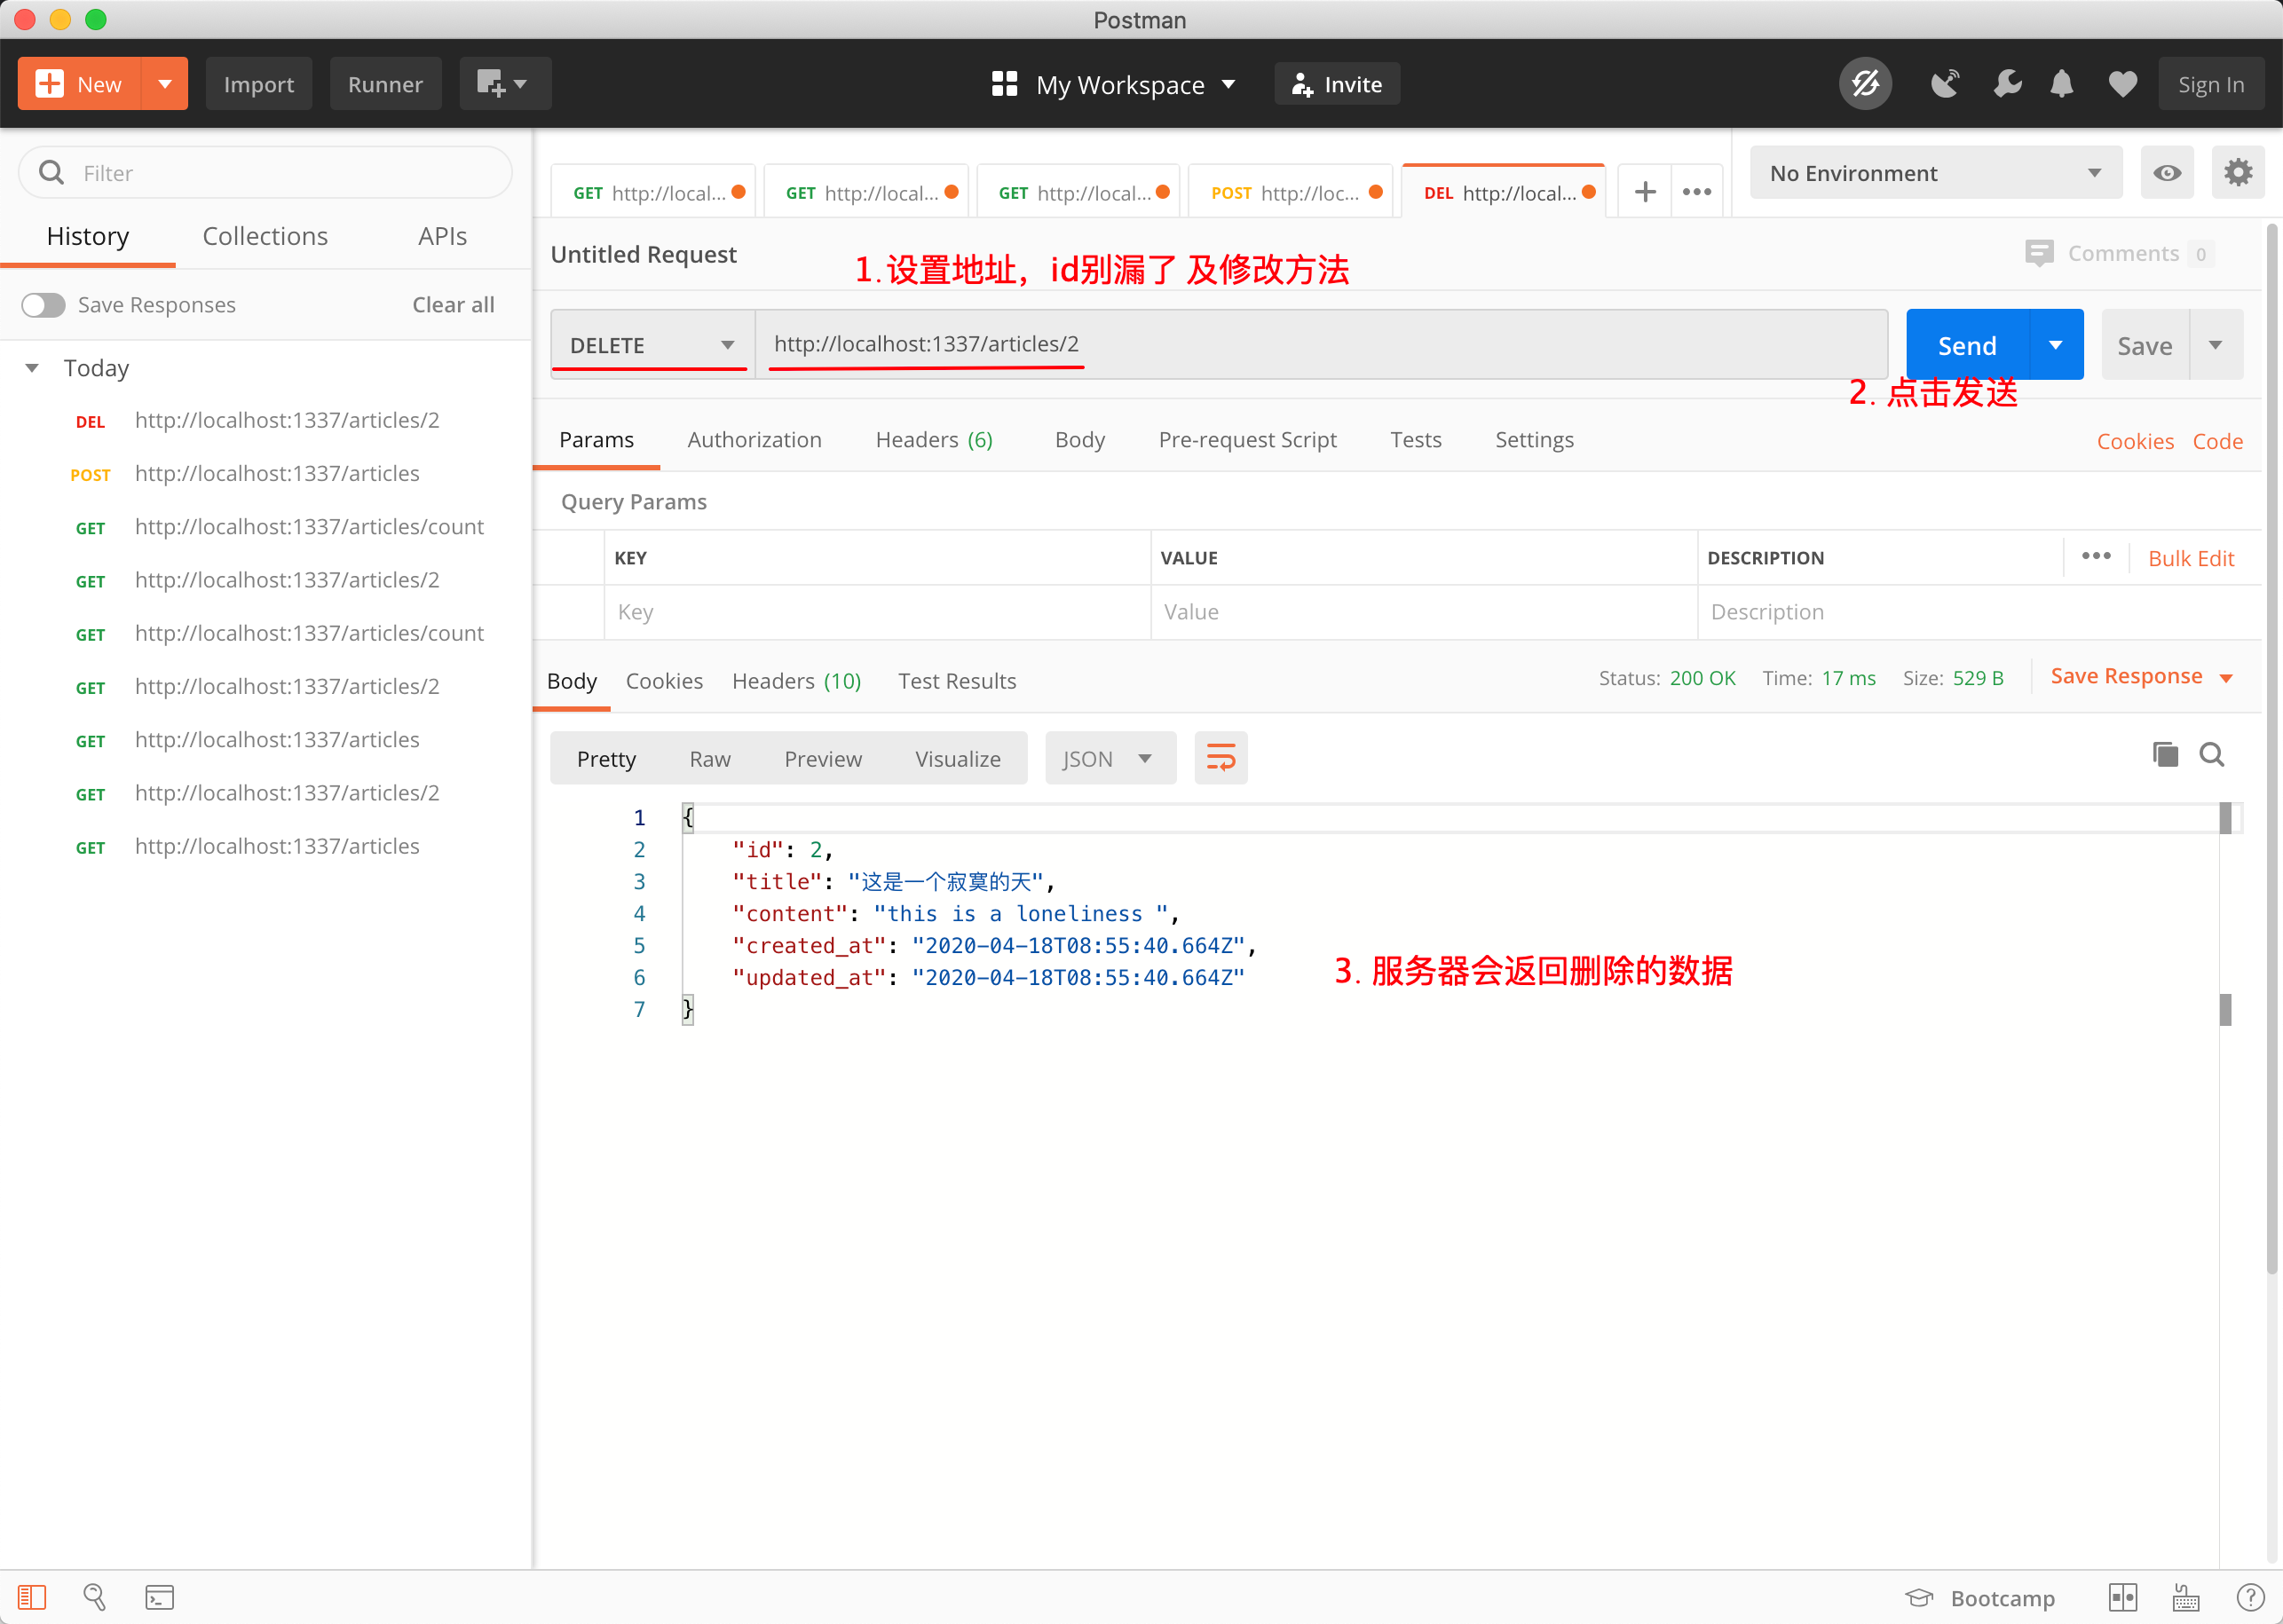 Postman
New
Import
Runner
My Workspace
Invite
Sign In
Filter
History Collections APIs
Save Responses Clear all
Today
DEL http://localhost:1337/articles/2
POST http://localhost:1337/articles
GET http://localhost:1337/articles/count
GET http://localhost:1337/articles/2
GET http://localhost:1337/articles/count
GET http://localhost:1337/articles/2
GET http://localhost:1337/articles
GET http://localhost:1337/articles/2
GET http://localhost:1337/articles
GET http://local... GET http://local... GET http://local... POST http://loc... DEL http://local... + •••
No Environment
Untitled Request
Comments 0
1.设置地址，id别漏了 及修改方法
DELETE http://localhost:1337/articles/2
Send Save
2. 点击发送
Params Authorization Headers (6) Body Pre-request Script Tests Settings
Cookies Code
Query Params
KEY VALUE DESCRIPTION ••• Bulk Edit
Key Value Description
Body Cookies Headers (10) Test Results
Status: 200 OK Time: 17 ms Size: 529 B Save Response
Pretty Raw Preview Visualize JSON
1 {
2 "id": 2,
3 "title": "这是一个寂寞的天",
4 "content": "this is a loneliness ",
5 "created_at": "2020-04-18T08:55:40.664Z",
6 "updated_at": "2020-04-18T08:55:40.664Z"
7 }
3. 服务器会返回删除的数据
Bootcamp
?